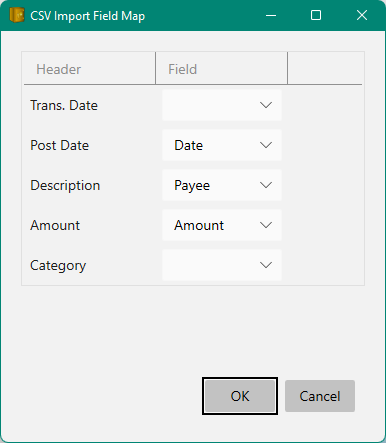 CSV Import Field Map
Header Field
Trans. Date
Post Date Date
Description Payee
Amount Amount
Category
OK Cancel